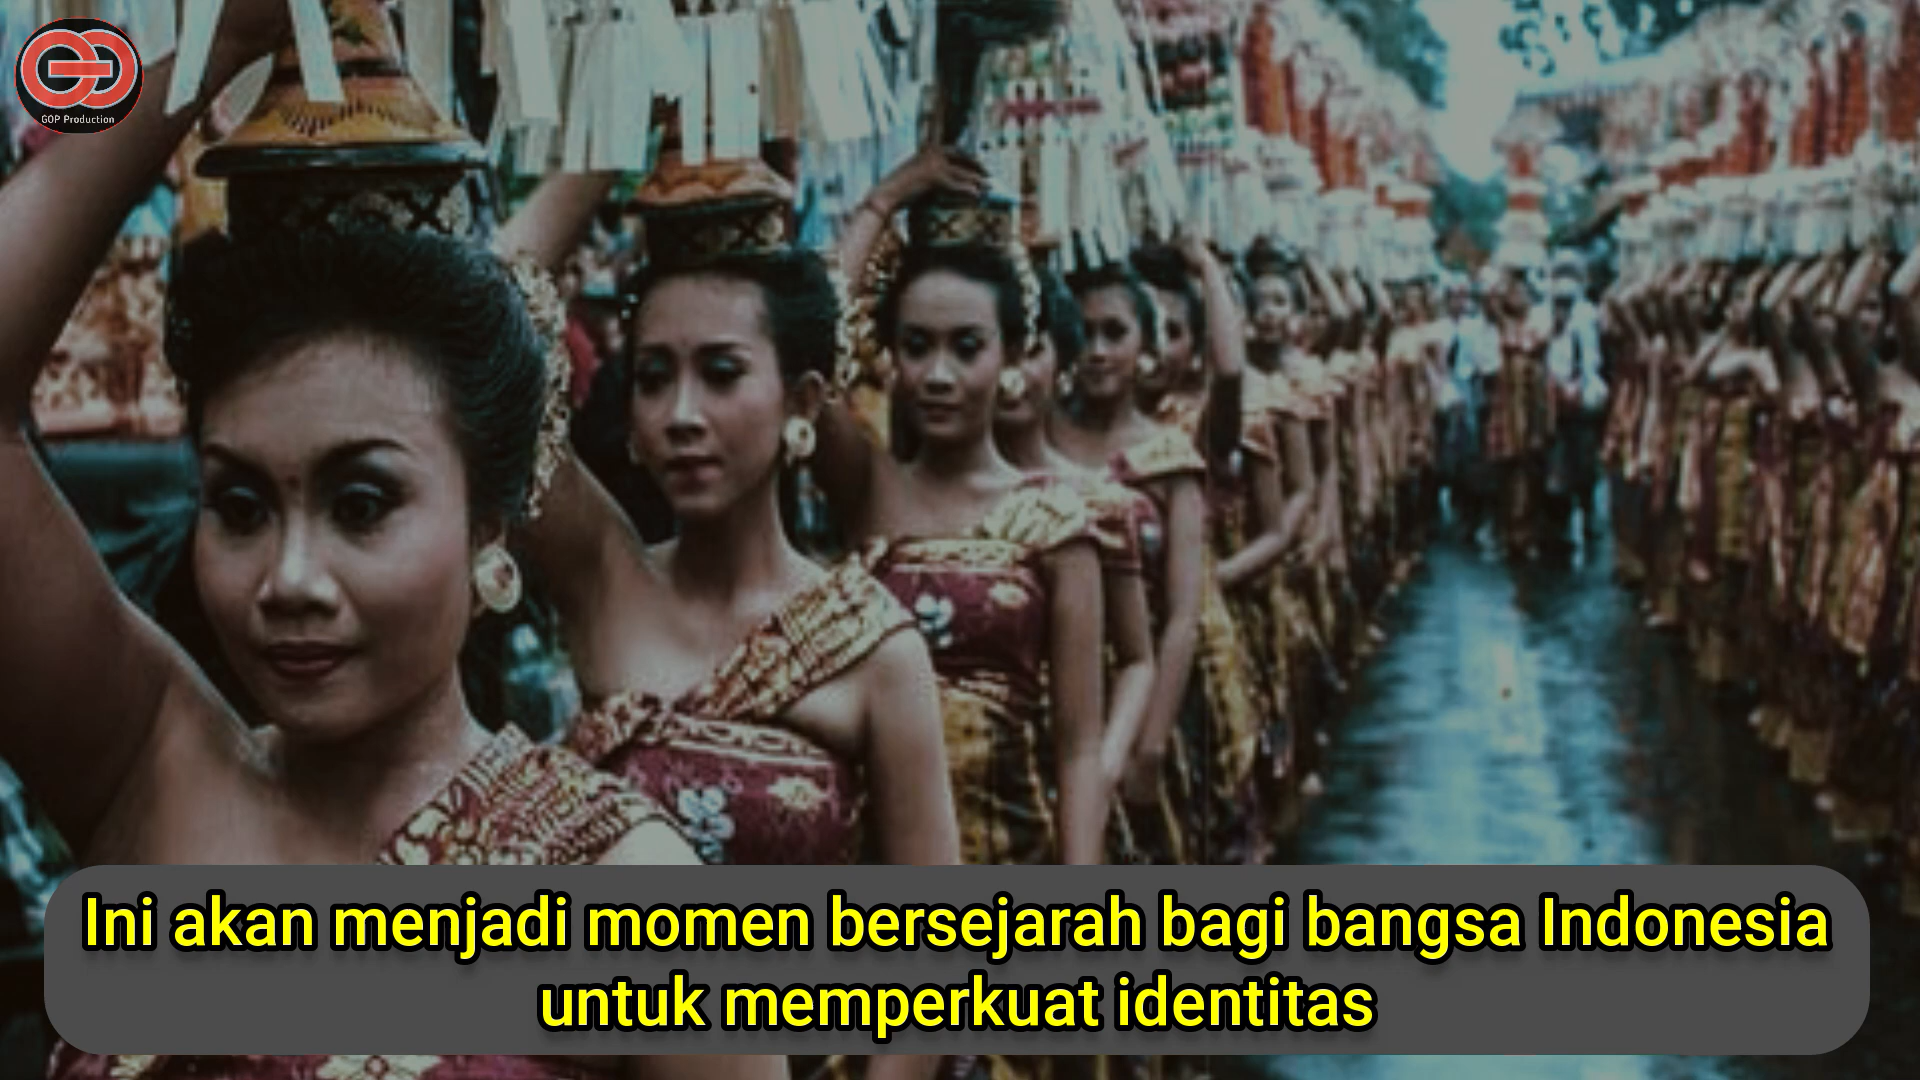 GOP Production
Ini akan menjadi momen bersejarah bagi bangsa Indonesia
untuk memperkuat identitas